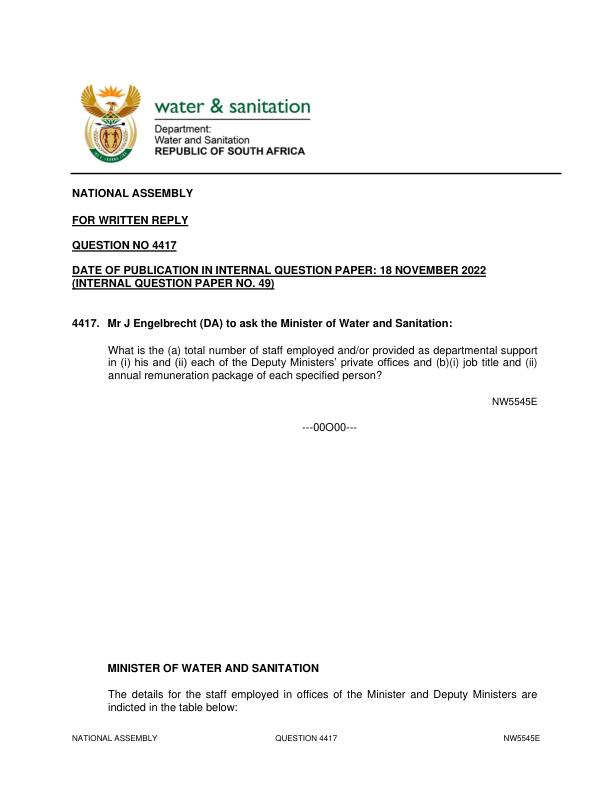 water & sanitation
Department:
Water and Sanitation
REPUBLIC OF SOUTH AFRICA
NATIONAL ASSEMBLY
FOR WRITTEN REPLY
QUESTION NO 4417
DATE OF PUBLICATION IN INTERNAL QUESTION PAPER: 18 NOVEMBER 2022
(INTERNAL QUESTION PAPER NO. 49)
4417. Mr J Engelbrecht (DA) to ask the Minister of Water and Sanitation:
What is the (a) total number of staff employed and/or provided as departmental support
in (i) his and (ii) each of the Deputy Ministers’ private offices and (b)(i) job title and (ii)
annual remuneration package of each specified person?
NW5545E
---00O00---
MINISTER OF WATER AND SANITATION
The details for the staff employed in offices of the Minister and Deputy Ministers are
indicted in the table below:
NATIONAL ASSEMBLY QUESTION 4417 NW5545E